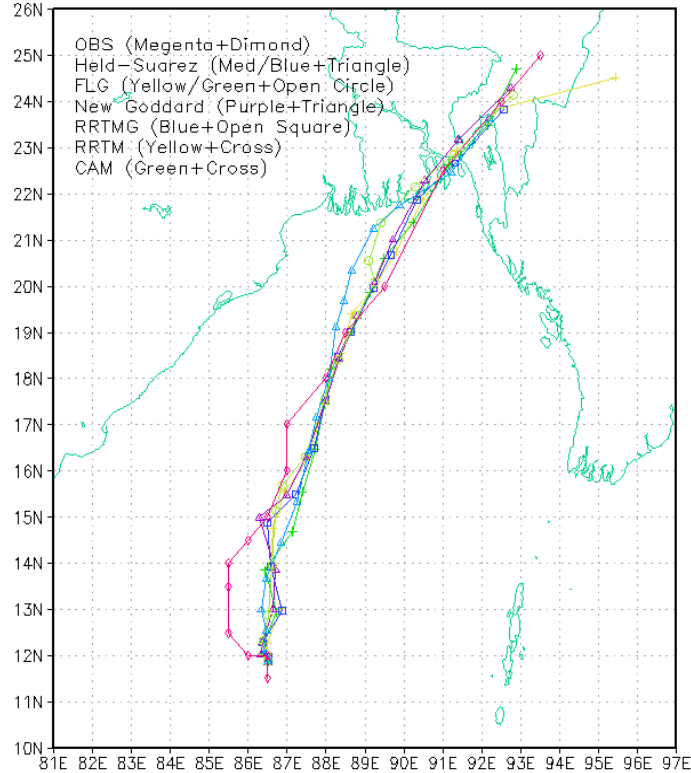 26N
25N
OBS (Megenta+Dimond)
Held-Suarez (Med/Blue+Triangle)
FLG (Yellow/Green+Open Circle)
24N
New Goddard (Purple+Triangle)
RRTMG (Blue+Open Square)
23N
RRTM (Yellow+Cross)
CAM (Green+Cross)
22N
21N
20N
19N
18N
17N
16N
15N
14N
13N
12N
11N
10N
81E 82E 83E 84E 85E 86E 87E 88E 89E 90E 91E 92E 93E 94E 95E 96E 97E